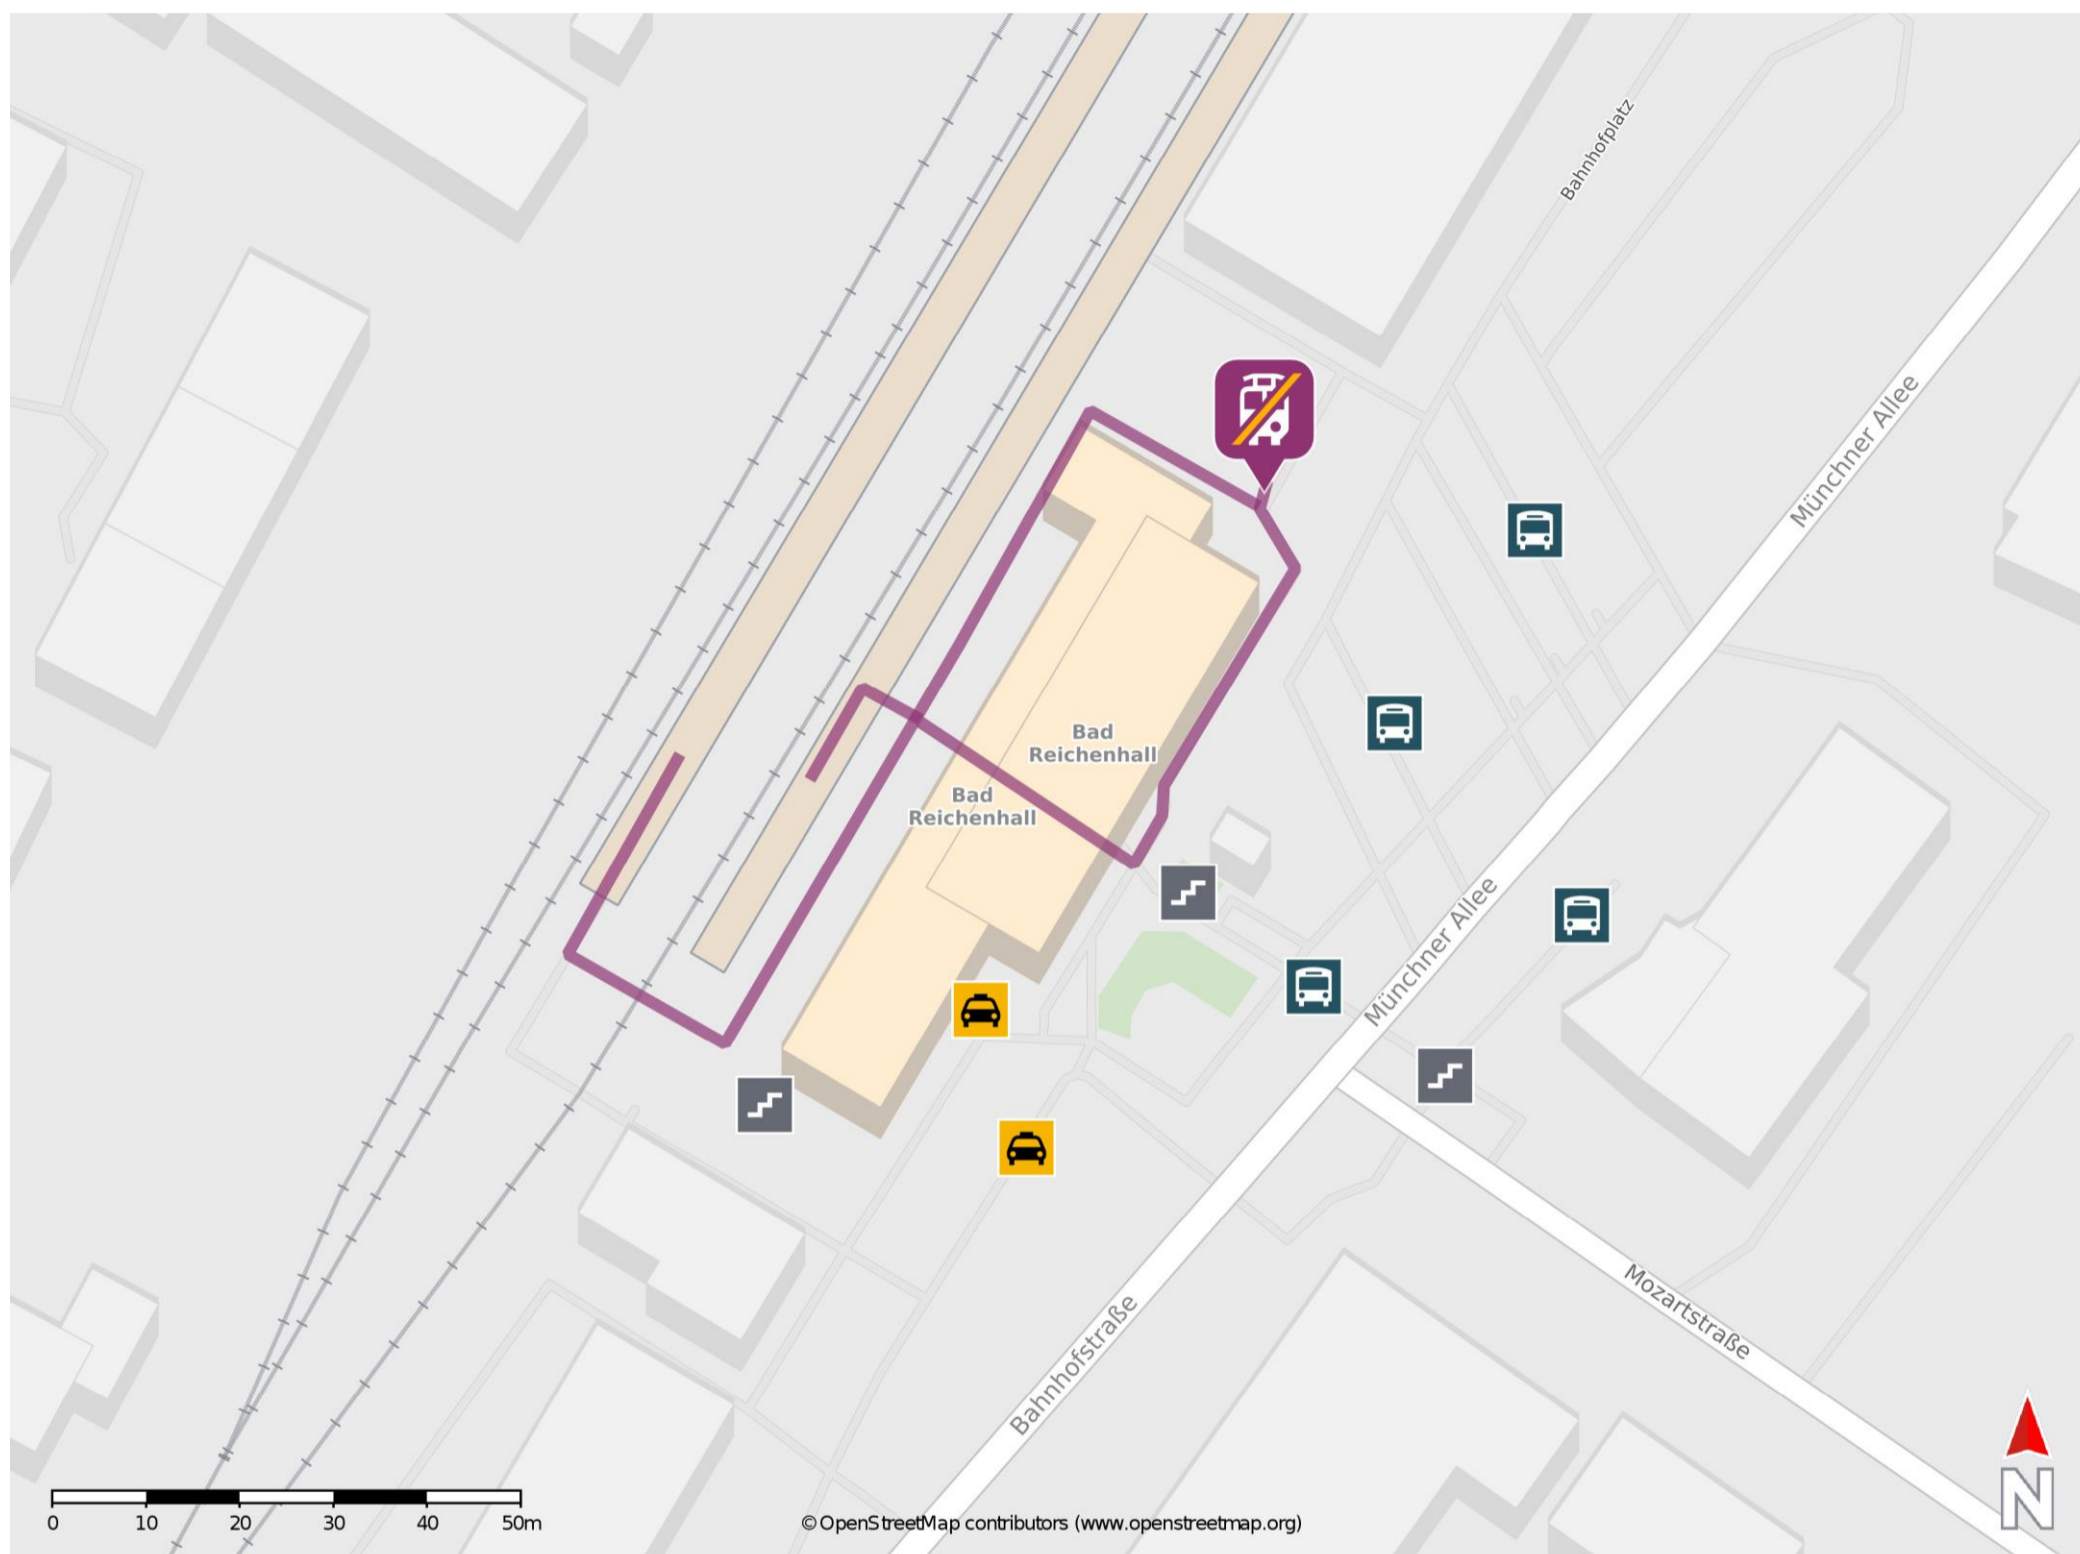 Bahnhofplatz
Münchner Allee
Bad
Reichenhall
Bad
Reichenhall
Münchner Allee
Mozartstraße
Bahnhofstraße
0 10 20 30 40 50m
© OpenStreetMap contributors (www.openstreetmap.org)
N